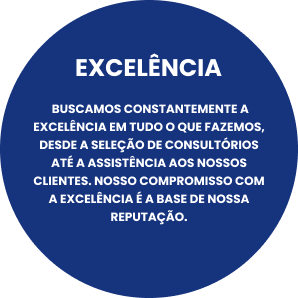 EXCELÊNCIA
BUSCAMOS CONSTANTEMENTE A
EXCELÊNCIA EM TUDO O QUE FAZEMOS,
DESDE A SELEÇÃO DE CONSULTÓRIOS
ATÉ A ASSISTÊNCIA AOS NOSSOS
CLIENTES. NOSSO COMPROMISSO COM
A EXCELÊNCIA É A BASE DE NOSSA
REPUTAÇÃO.